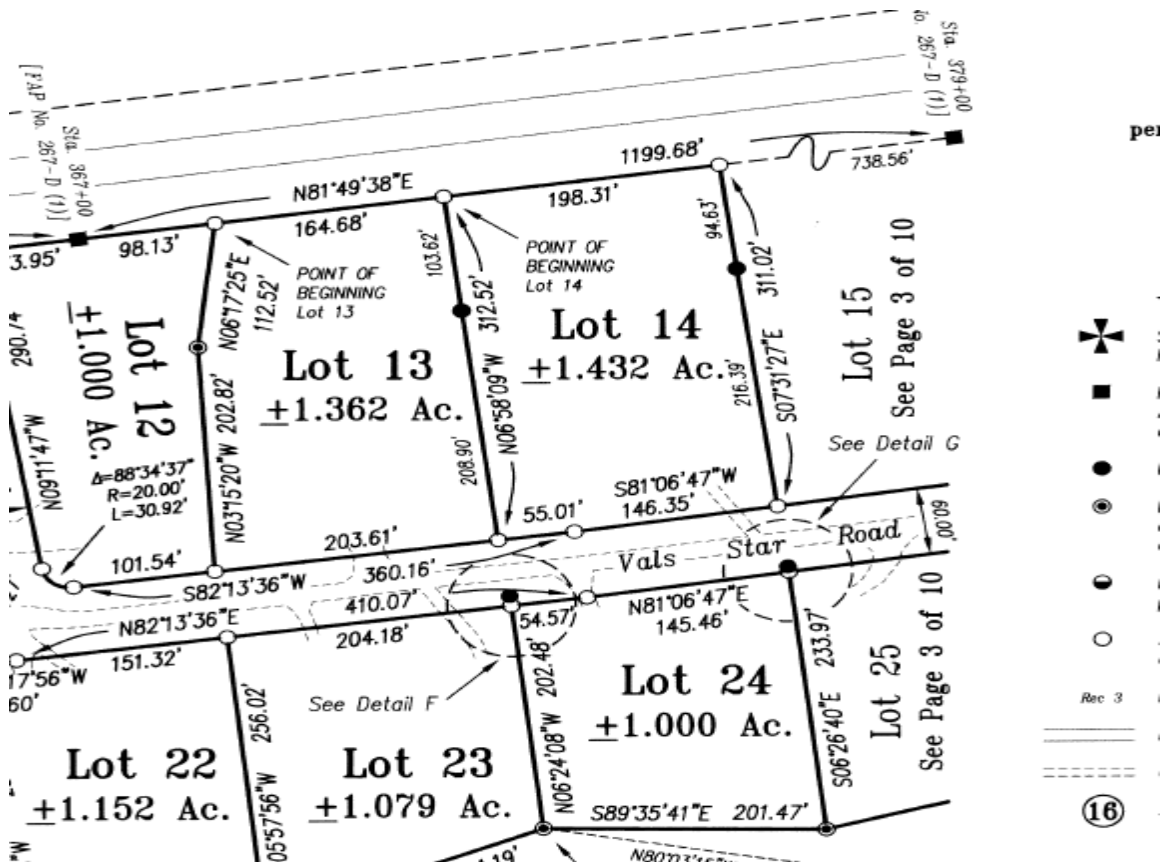 Sta. 379+00
267-D (1)]
[FAP No. 267-D (1)]
Sta. 367+00
per
1199.68'
738.56'
N81°49'38"E
198.31'
164.68'
98.13'
3.95'
POINT OF
BEGINNING
Lot 13
POINT OF
BEGINNING
Lot 14
N06°17'25"E
112.52'
103.62'
312.52'
94.63'
311.02'
290.74
Lot 12
±1.000 Ac.
Lot 13
±1.362 Ac.
Lot 14
±1.432 Ac.
Lot 15
See Page 3 of 10
N09°11'47"W
Δ=88°34'37"
R=20.00'
L=30.92'
N03°15'20"W 202.82'
208.90'
N06°58'09"W
216.39'
S07°31'27"E
See Detail G
S81°06'47"W
146.35'
55.01'
203.61'
101.54'
S82°13'36"W
360.16'
60.00'
Vals Star Road
N82°13'36"E
410.07'
204.18'
151.32'
54.57'
N81°06'47"E
145.46'
17'56"W
60'
See Detail F
256.02'
05°57'56"W
202.48'
N06°24'08"W
233.97'
S06°26'40"E
Lot 22
±1.152 Ac.
Lot 23
±1.079 Ac.
Lot 24
±1.000 Ac.
Lot 25
See Page 3 of 10
S89°35'41"E 201.47'
Rec 3
16